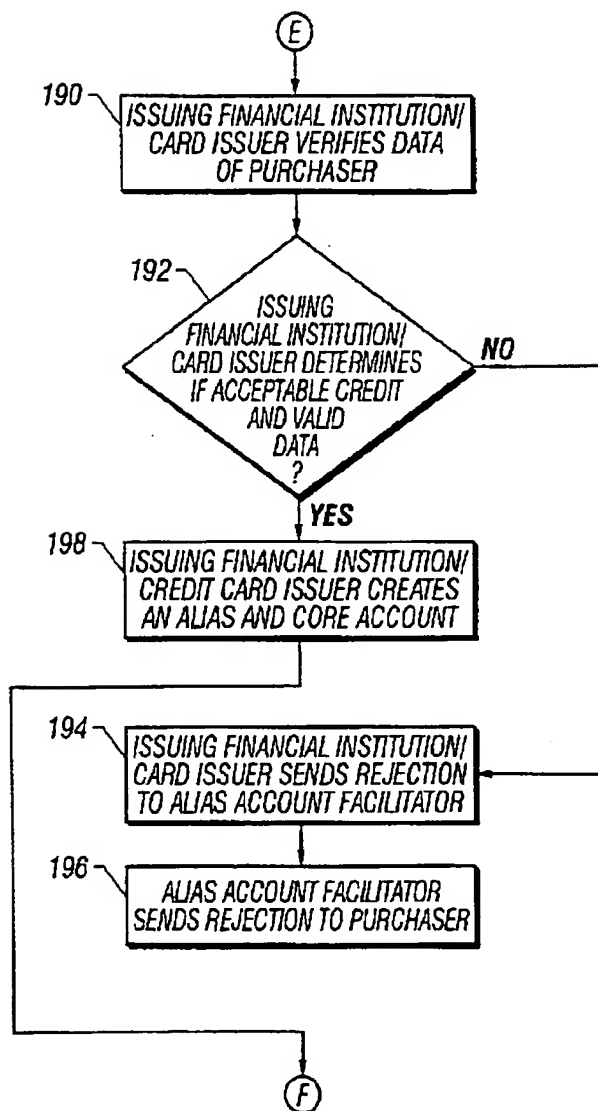 E
190
ISSUING FINANCIAL INSTITUTION/
CARD ISSUER VERIFIES DATA
OF PURCHASER
192
ISSUING
FINANCIAL INSTITUTION/
CARD ISSUER DETERMINES
IF ACCEPTABLE CREDIT
AND VALID
DATA
?
NO
YES
198
ISSUING FINANCIAL INSTITUTION/
CREDIT CARD ISSUER CREATES
AN ALIAS AND CORE ACCOUNT
194
ISSUING FINANCIAL INSTITUTION/
CARD ISSUER SENDS REJECTION
TO ALIAS ACCOUNT FACILITATOR
196
ALIAS ACCOUNT FACILITATOR
SENDS REJECTION TO PURCHASER
F